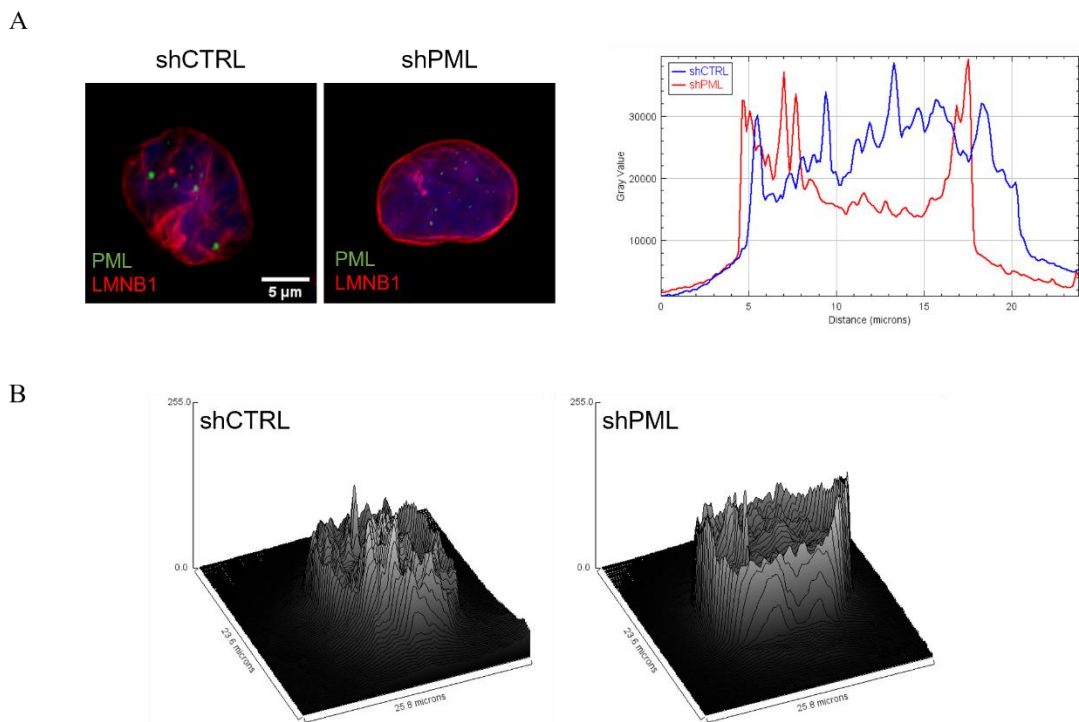 A
shCTRL
shPML
PML
LMNB1
5 µm
PML
LMNB1
shCTRL
shPML
Gray Value
30000
20000
10000
0
5
10
15
20
Distance (microns)
B
shCTRL
255.0
0.0
23.6 microns
25.8 microns
shPML
255.0
0.0
23.6 microns
25.8 microns